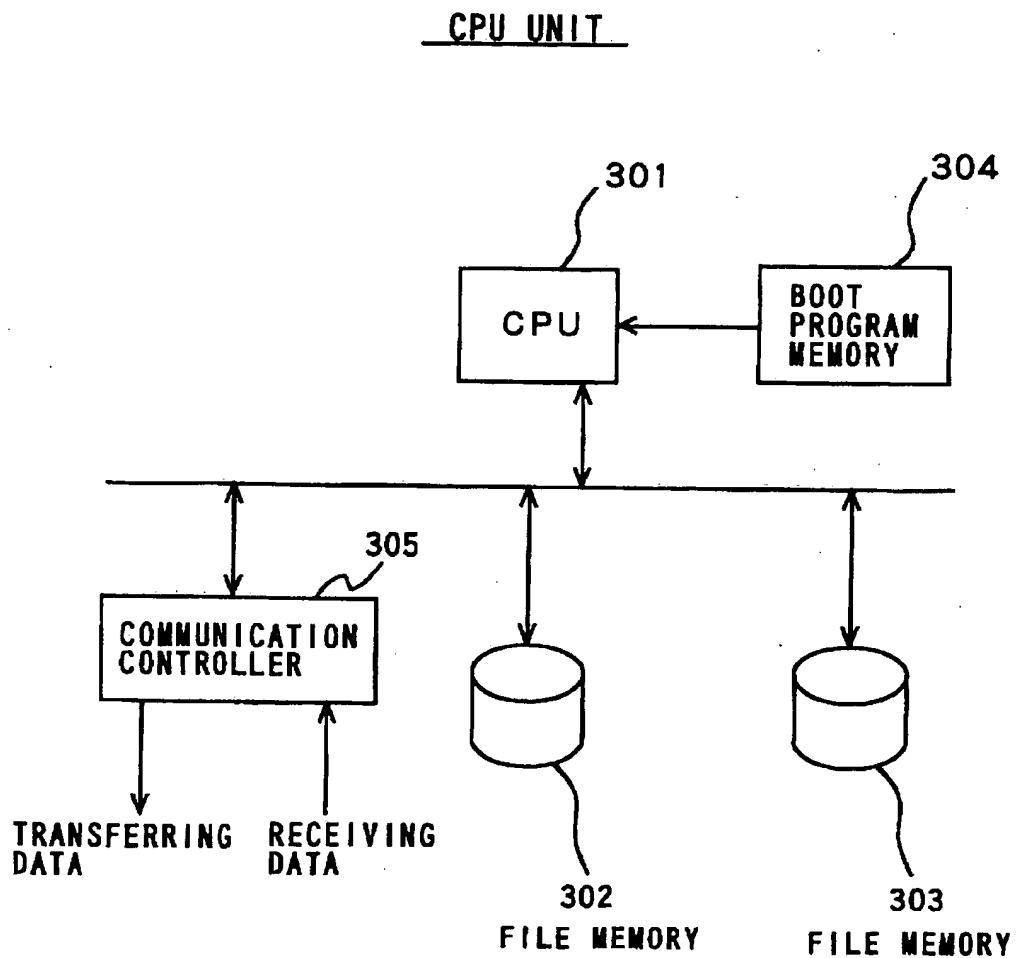 CPU UNIT
301
304
CPU
BOOT
PROGRAM
MEMORY
305
COMMUNICATION
CONTROLLER
TRANSFERRING
DATA
RECEIVING
DATA
302
FILE MEMORY
303
FILE MEMORY